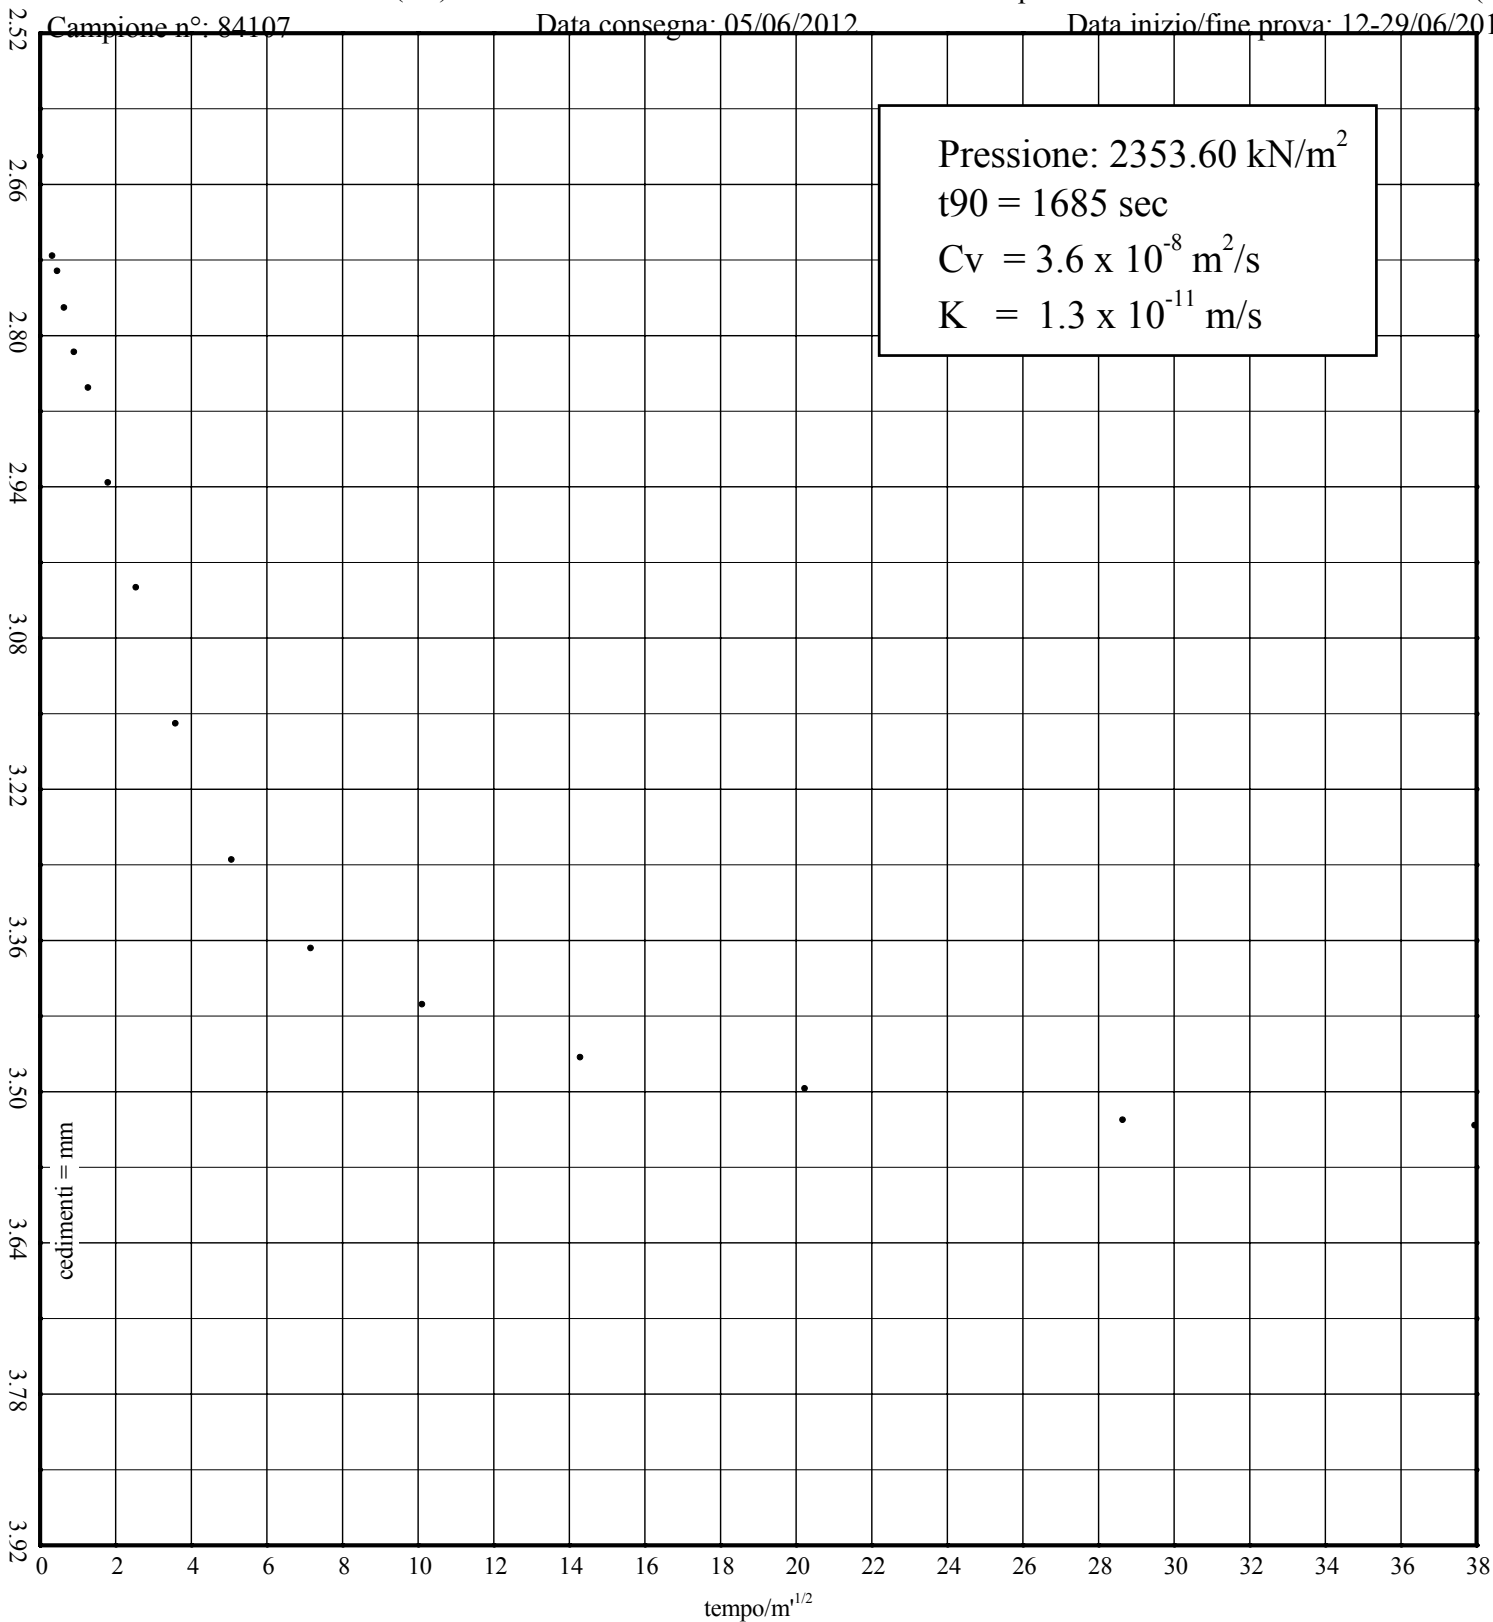 Campione n°: 84107 Data consegna: 05/06/2012 Data inizio/fine prova: 12-29/06/201
Pressione: 2353.60 kN/m²
t90 = 1685 sec
Cv = 3.6 x 10⁻⁸ m²/s
K = 1.3 x 10⁻¹¹ m/s
2.52
2.66
2.80
2.94
3.08
3.22
3.36
3.50
3.64
3.78
3.92
cedimenti = mm
0 2 4 6 8 10 12 14 16 18 20 22 24 26 28 30 32 34 36 38
tempo/m'^1/2